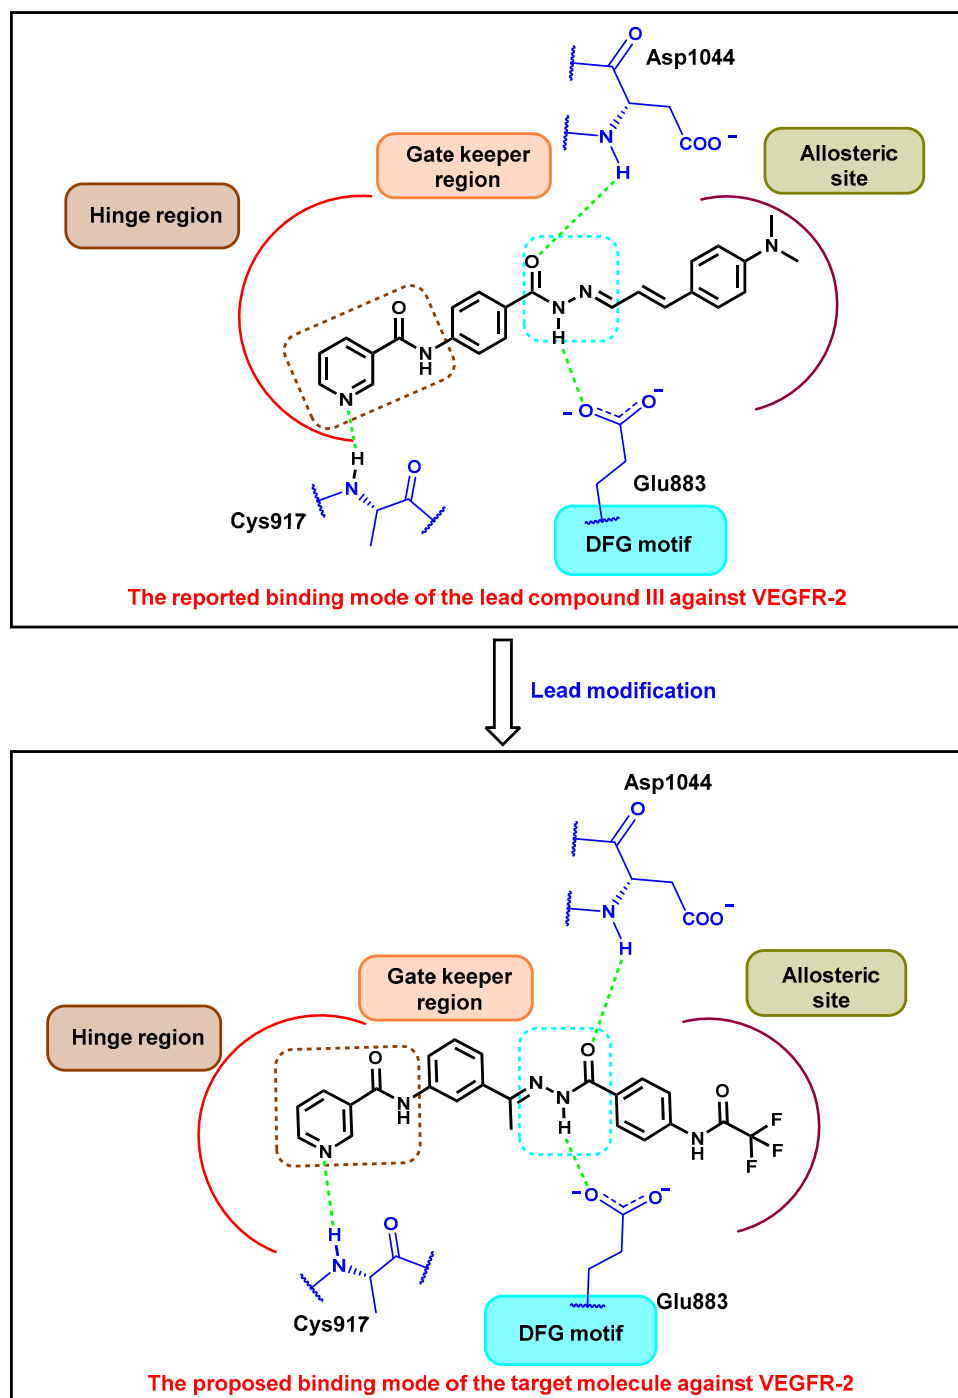 O
Asp1044
N
H
COO−
Gate keeper
region
Allosteric
site
Hinge region
N
O
N
N
H
O
N
H
N
−O
O−
H
N
O
Cys917
Glu883
DFG motif
The reported binding mode of the lead compound III against VEGFR-2
Lead modification
Asp1044
O
N
H
COO−
Gate keeper
region
Allosteric
site
Hinge region
O
O
N
N
H
N
H
O
N
H
F
F
F
N
−O
O−
H
N
O
Cys917
Glu883
DFG motif
The proposed binding mode of the target molecule against VEGFR-2